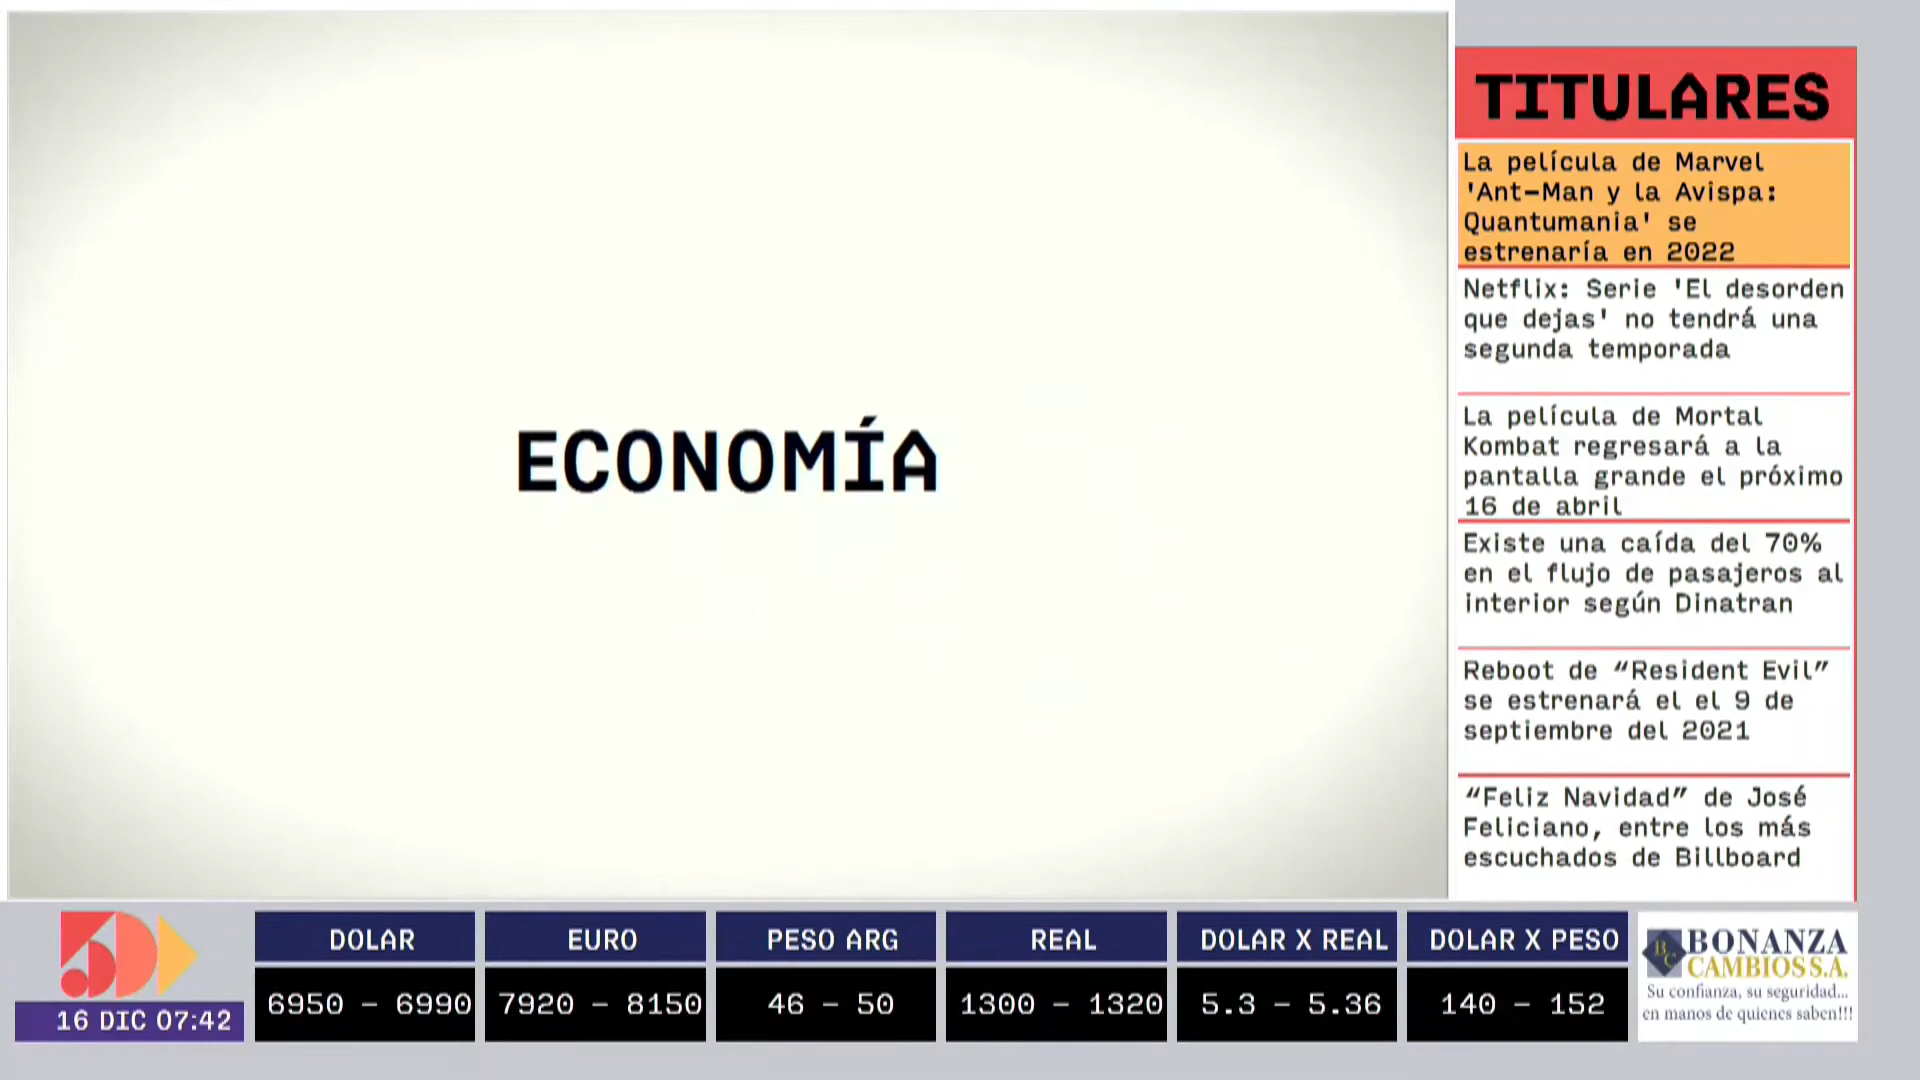 ECONOMÍA
TITULARES
La película de Marvel
'Ant-Man y la Avispa:
Quantumania' se
estrenaría en 2022
Netflix: Serie 'El desorden
que dejas' no tendrá una
segunda temporada
La película de Mortal
Kombat regresará a la
pantalla grande el próximo
16 de abril
Existe una caída del 70%
en el flujo de pasajeros al
interior según Dinatran
Reboot de “Resident Evil”
se estrenará el el 9 de
septiembre del 2021
“Feliz Navidad” de José
Feliciano, entre los más
escuchados de Billboard
5D
16 DIC 07:42
DOLAR
6950 - 6990
EURO
7920 - 8150
PESO ARG
46 - 50
REAL
1300 - 1320
DOLAR X REAL
5.3 - 5.36
DOLAR X PESO
140 - 152
BC
BONANZA
CAMBIOS S.A.
Su confianza, su seguridad...
en manos de quienes saben!!!